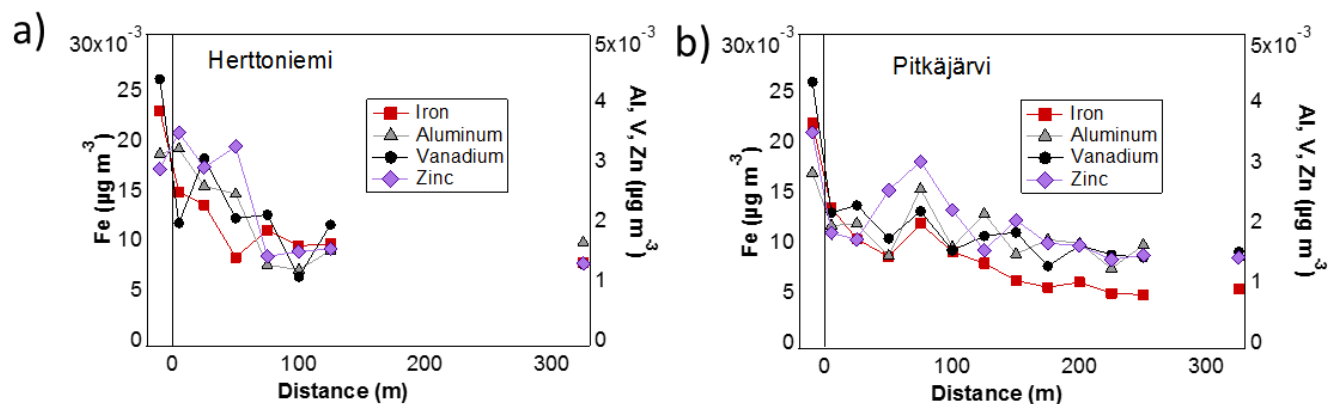 a)
30x10-3
25
20
15
10
5
0
Fe (µg m-3)
Herttoniemi
Iron
Aluminum
Vanadium
Zinc
5x10-3
4
3
2
1
0
Al, V, Zn (µg m-3)
0
100
200
300
Distance (m)
b)
30x10-3
25
20
15
10
5
0
Fe (µg m-3)
Pitkäjärvi
Iron
Aluminum
Vanadium
Zinc
5x10-3
4
3
2
1
0
Al, V, Zn (µg m-3)
0
100
200
300
Distance (m)